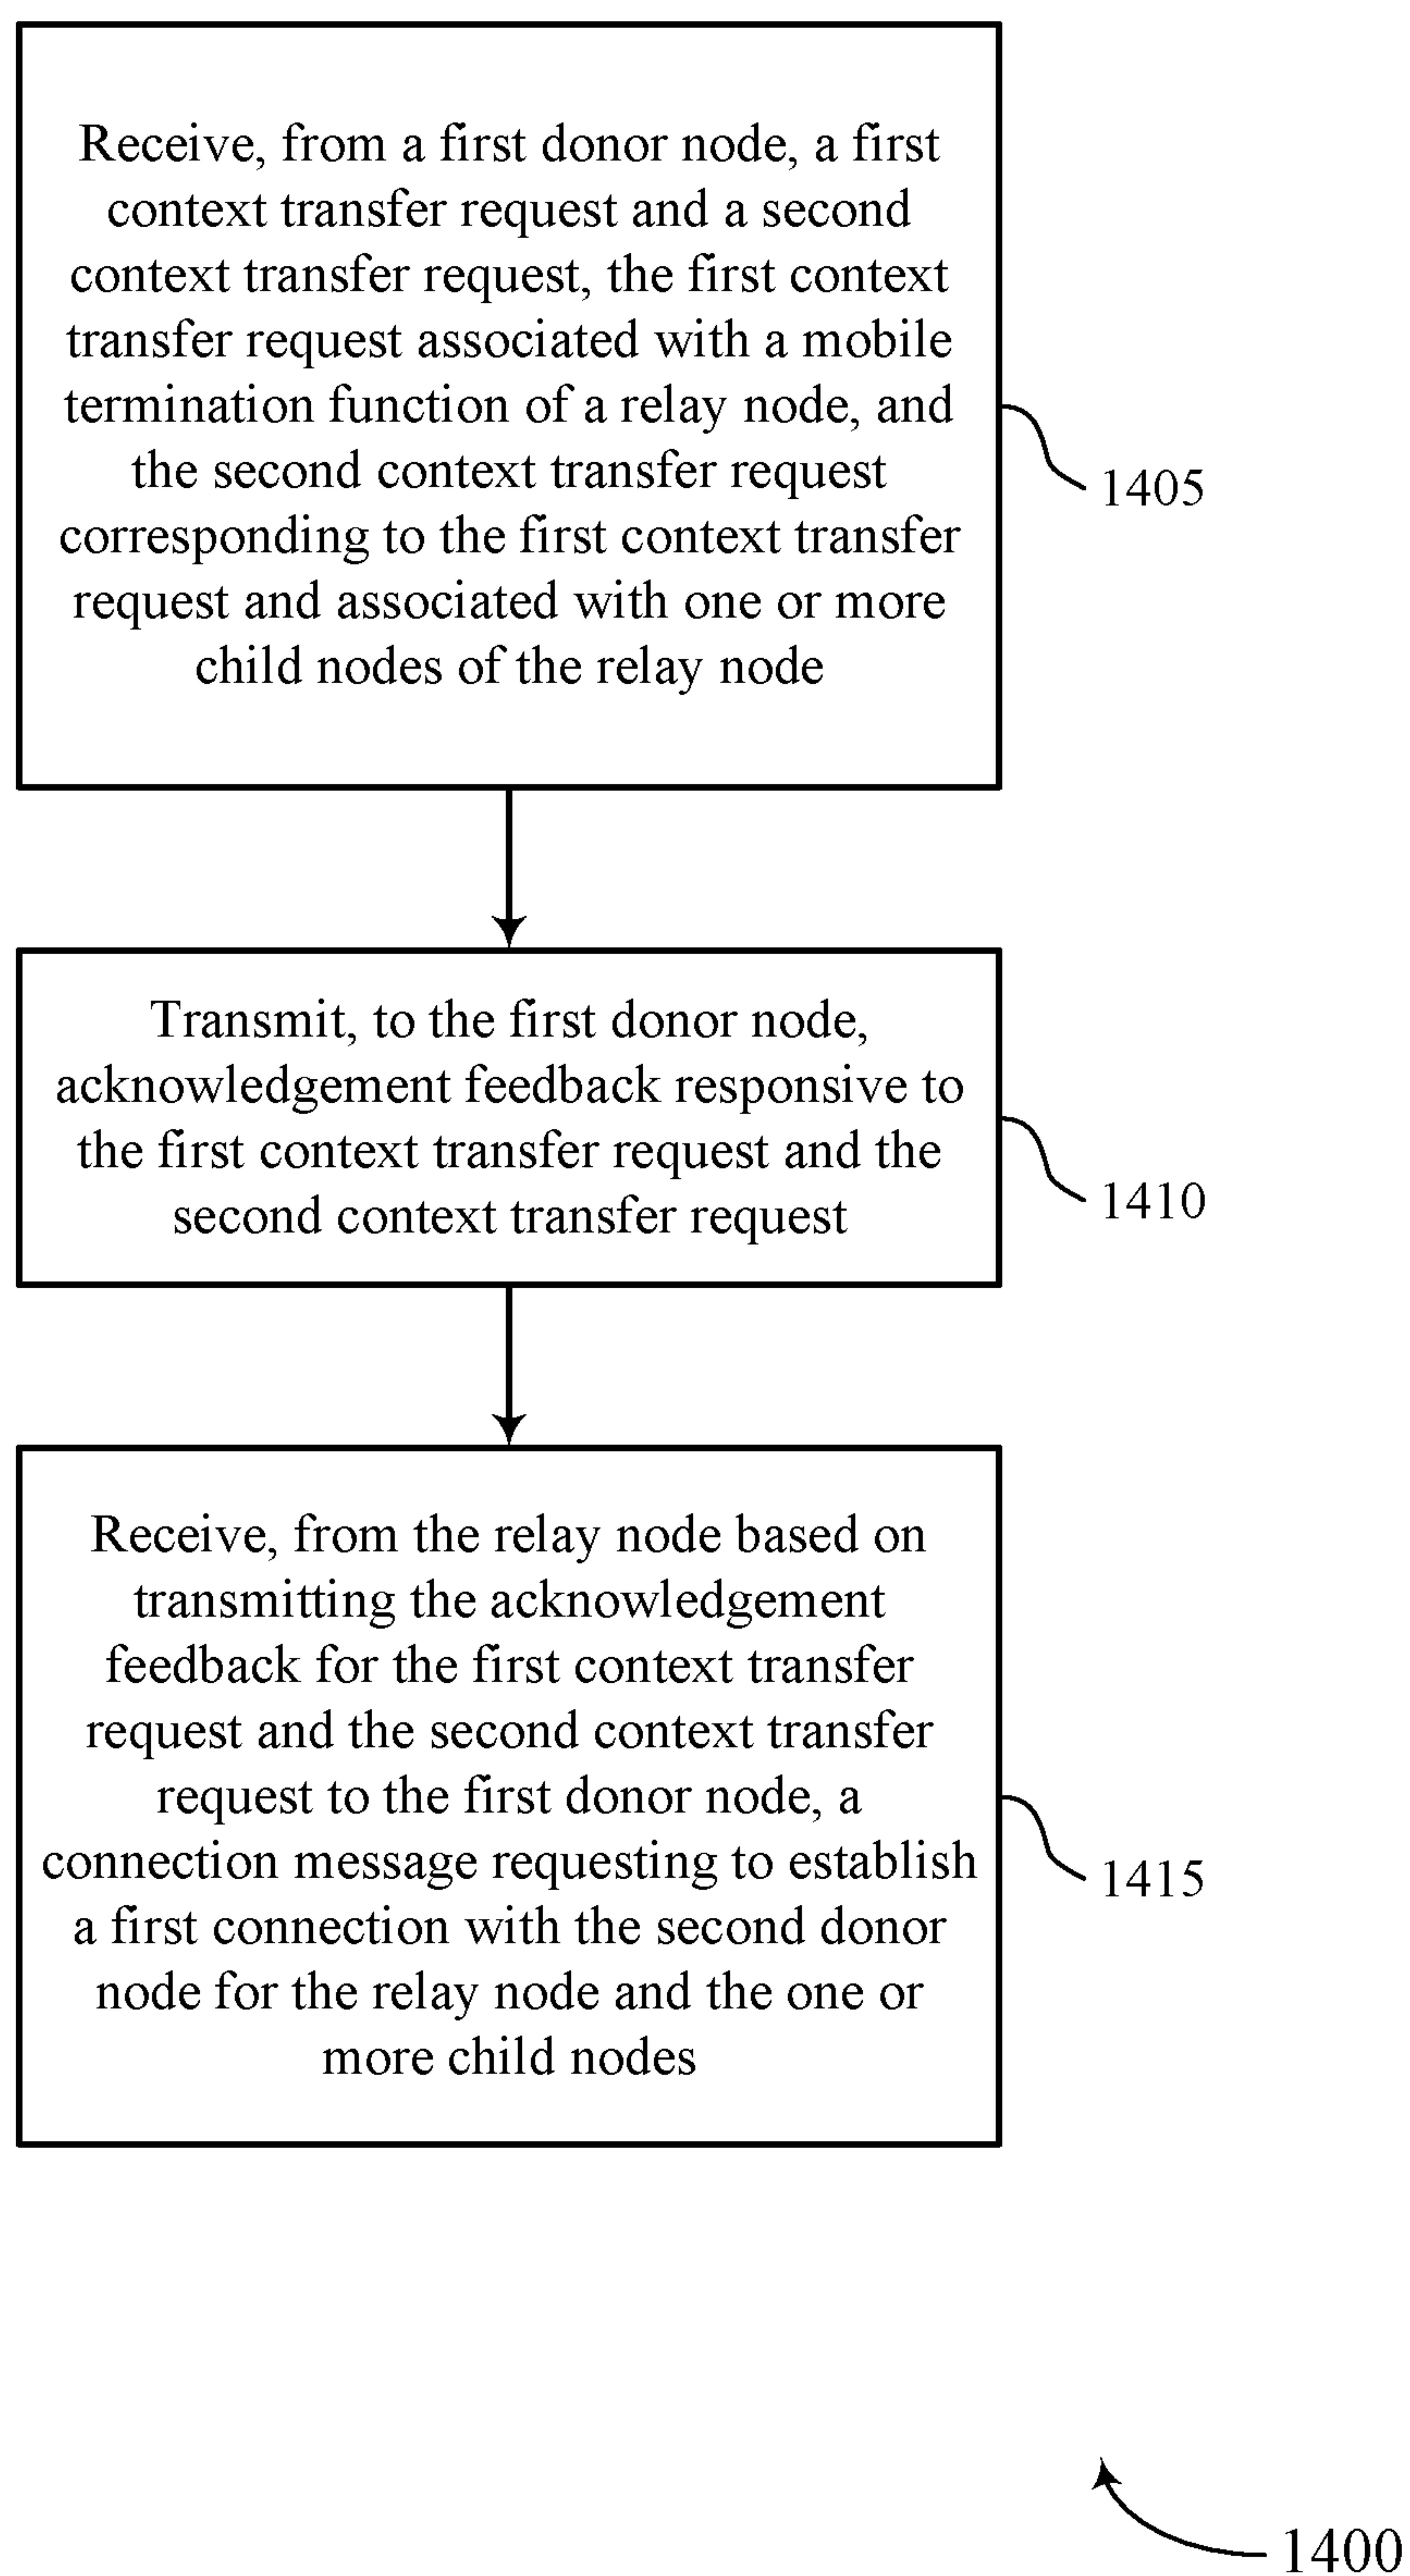 Receive, from a first donor node, a first
context transfer request and a second
context transfer request, the first context
transfer request associated with a mobile
termination function of a relay node, and
the second context transfer request
corresponding to the first context transfer
request and associated with one or more
child nodes of the relay node
1405
Transmit, to the first donor node,
acknowledgement feedback responsive to
the first context transfer request and the
second context transfer request
1410
Receive, from the relay node based on
transmitting the acknowledgement
feedback for the first context transfer
request and the second context transfer
request to the first donor node, a
connection message requesting to establish
a first connection with the second donor
node for the relay node and the one or
more child nodes
1415
1400